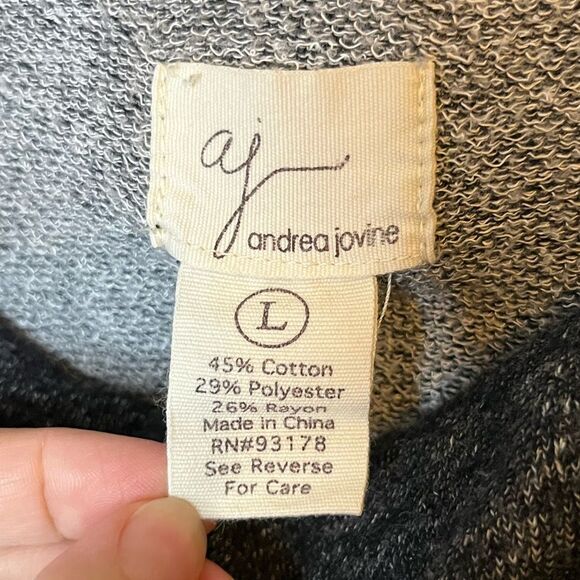 aj
andrea jovine
L
45% Cotton
29% Polyester
26% Rayon
Made in China
RN#93178
See Reverse
For Care